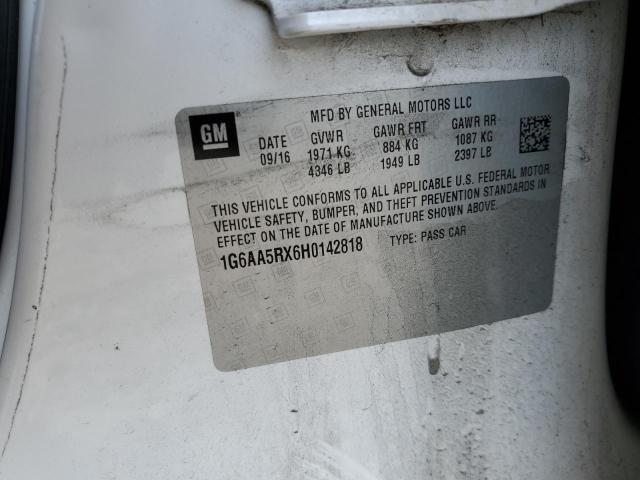 GM
MFD BY GENERAL MOTORS LLC
DATE GVWR GAWR FRT GAWR RR
09/16 1971 KG 884 KG 1087 KG
4346 LB 1949 LB 2397 LB
THIS VEHICLE CONFORMS TO ALL APPLICABLE U.S. FEDERAL MOTOR
VEHICLE SAFETY, BUMPER, AND THEFT PREVENTION STANDARDS IN
EFFECT ON THE DATE OF MANUFACTURE SHOWN ABOVE.
1G6AA5RX6H0142818 TYPE: PASS CAR